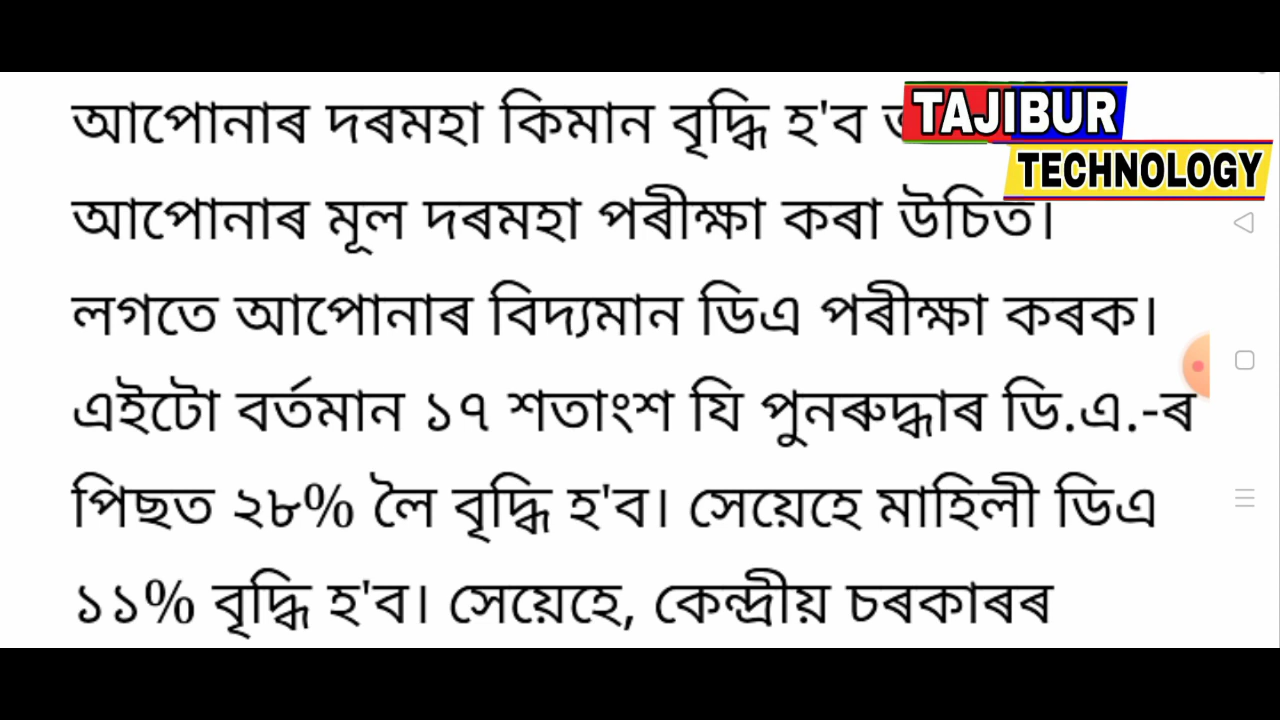 আপোনাৰ দৰমহা কিমান বৃদ্ধি হ'ব
TAJIBUR
TECHNOLOGY
আপোনাৰ মূল দৰমহা পৰীক্ষা কৰা উচিত।
লগতে আপোনাৰ বিদ্যমান ডিএ পৰীক্ষা কৰক।
এইটো বৰ্তমান ১৭ শতাংশ যি পুনৰুদ্ধাৰ ডি.এ.-ৰ
পিছত ২৮% লৈ বৃদ্ধি হ'ব। সেয়েহে মাহিলী ডিএ
১১% বৃদ্ধি হ'ব। সেয়েহে, কেন্দ্ৰীয় চৰকাৰৰ